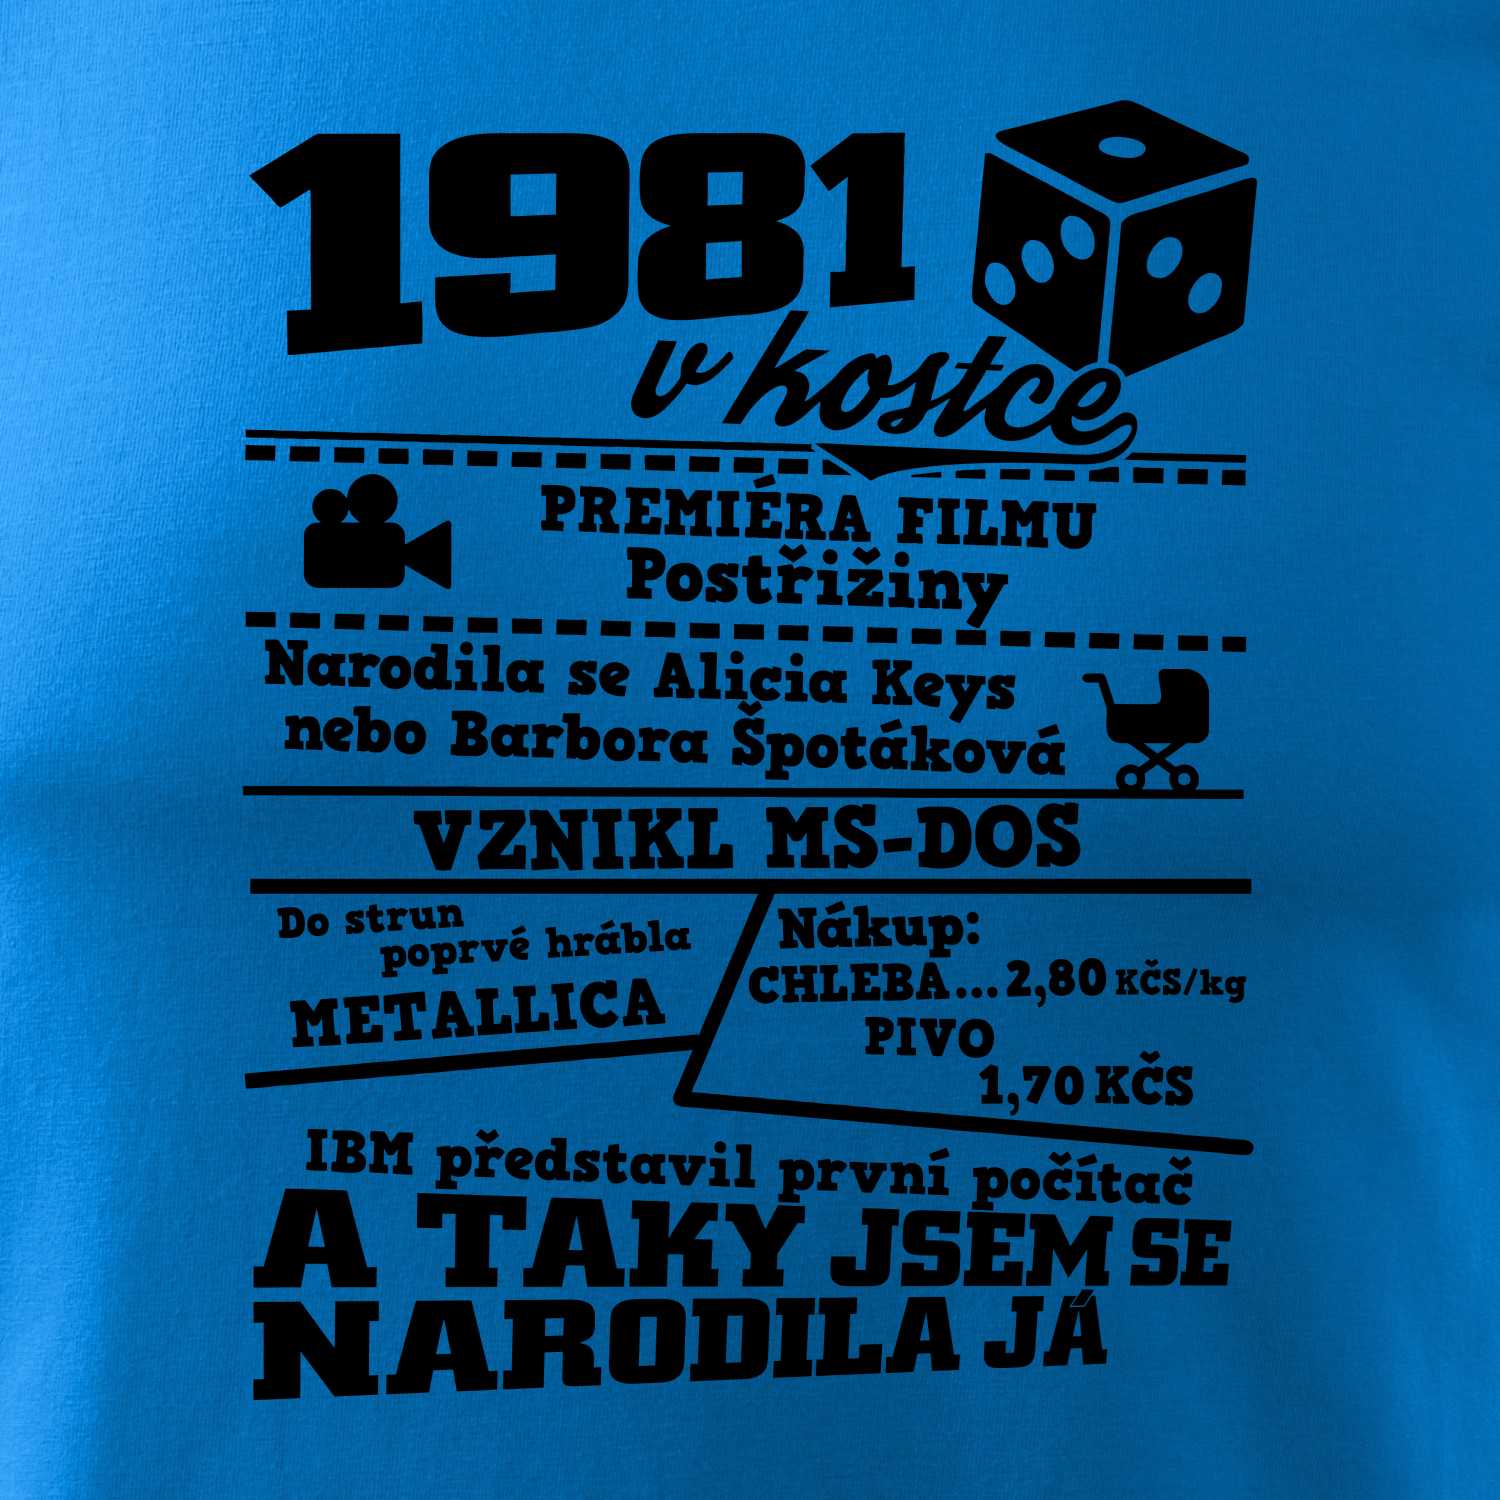 1981
v kostce
PREMIÉRA FILMU
Postřižiny
Narodila se Alicia Keys
nebo Barbora Špotáková
VZNIKL MS-DOS
Do strun
poprvé hrábla
METALLICA
Nákup:
CHLEBA...2,80 KČS/kg
PIVO
1,70 KČS
IBM představil první počítač
A TAKY JSEM SE
NARODILA JÁ